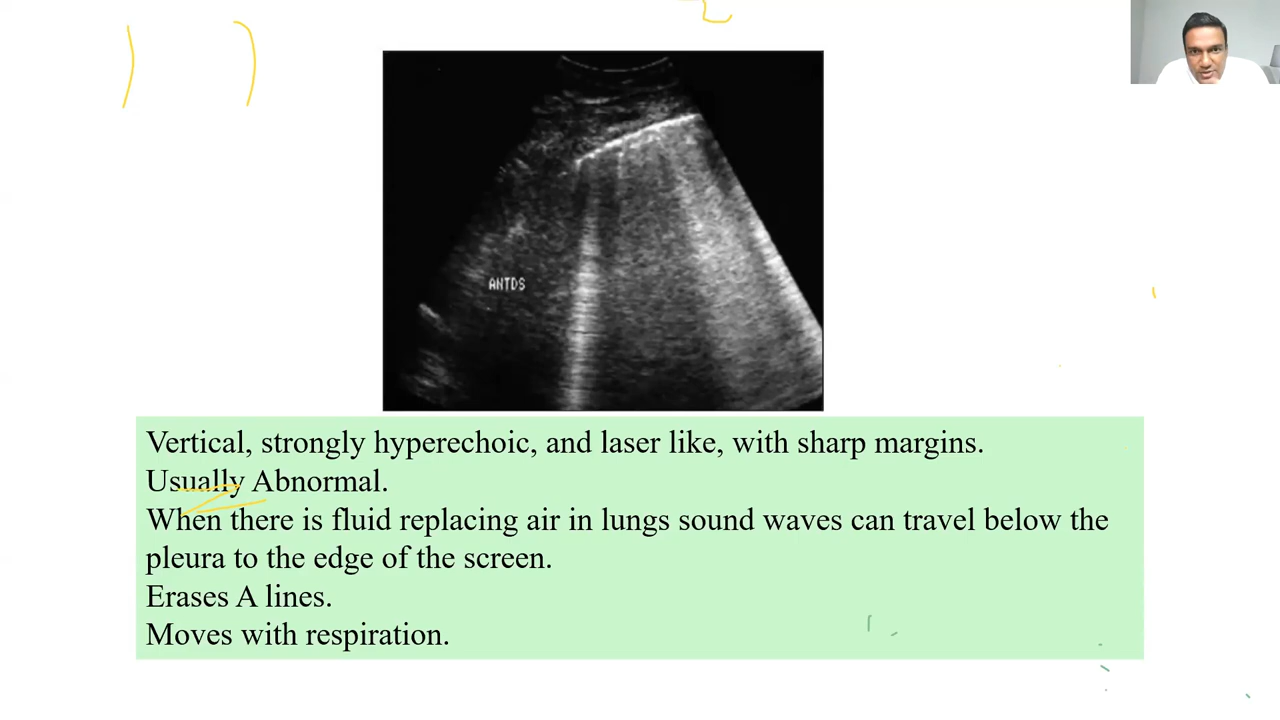 ANTDS
Vertical, strongly hyperechoic, and laser like, with sharp margins.
Usually Abnormal.
When there is fluid replacing air in lungs sound waves can travel below the
pleura to the edge of the screen.
Erases A lines.
Moves with respiration.